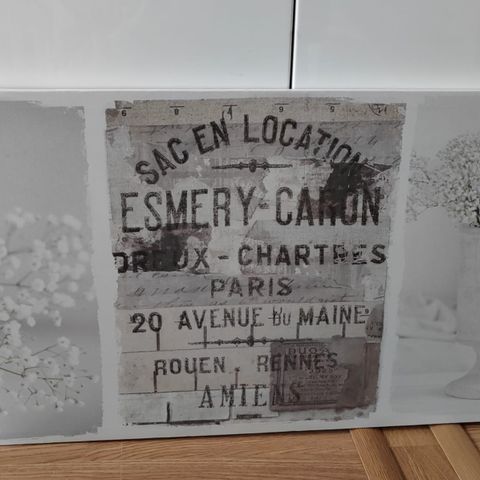 SAC EN LOCATION
ESMERY-CARON
DREUX - CHARTRES
PARIS
20 AVENUE DU MAINE
ROUEN RENNES
AMIENS